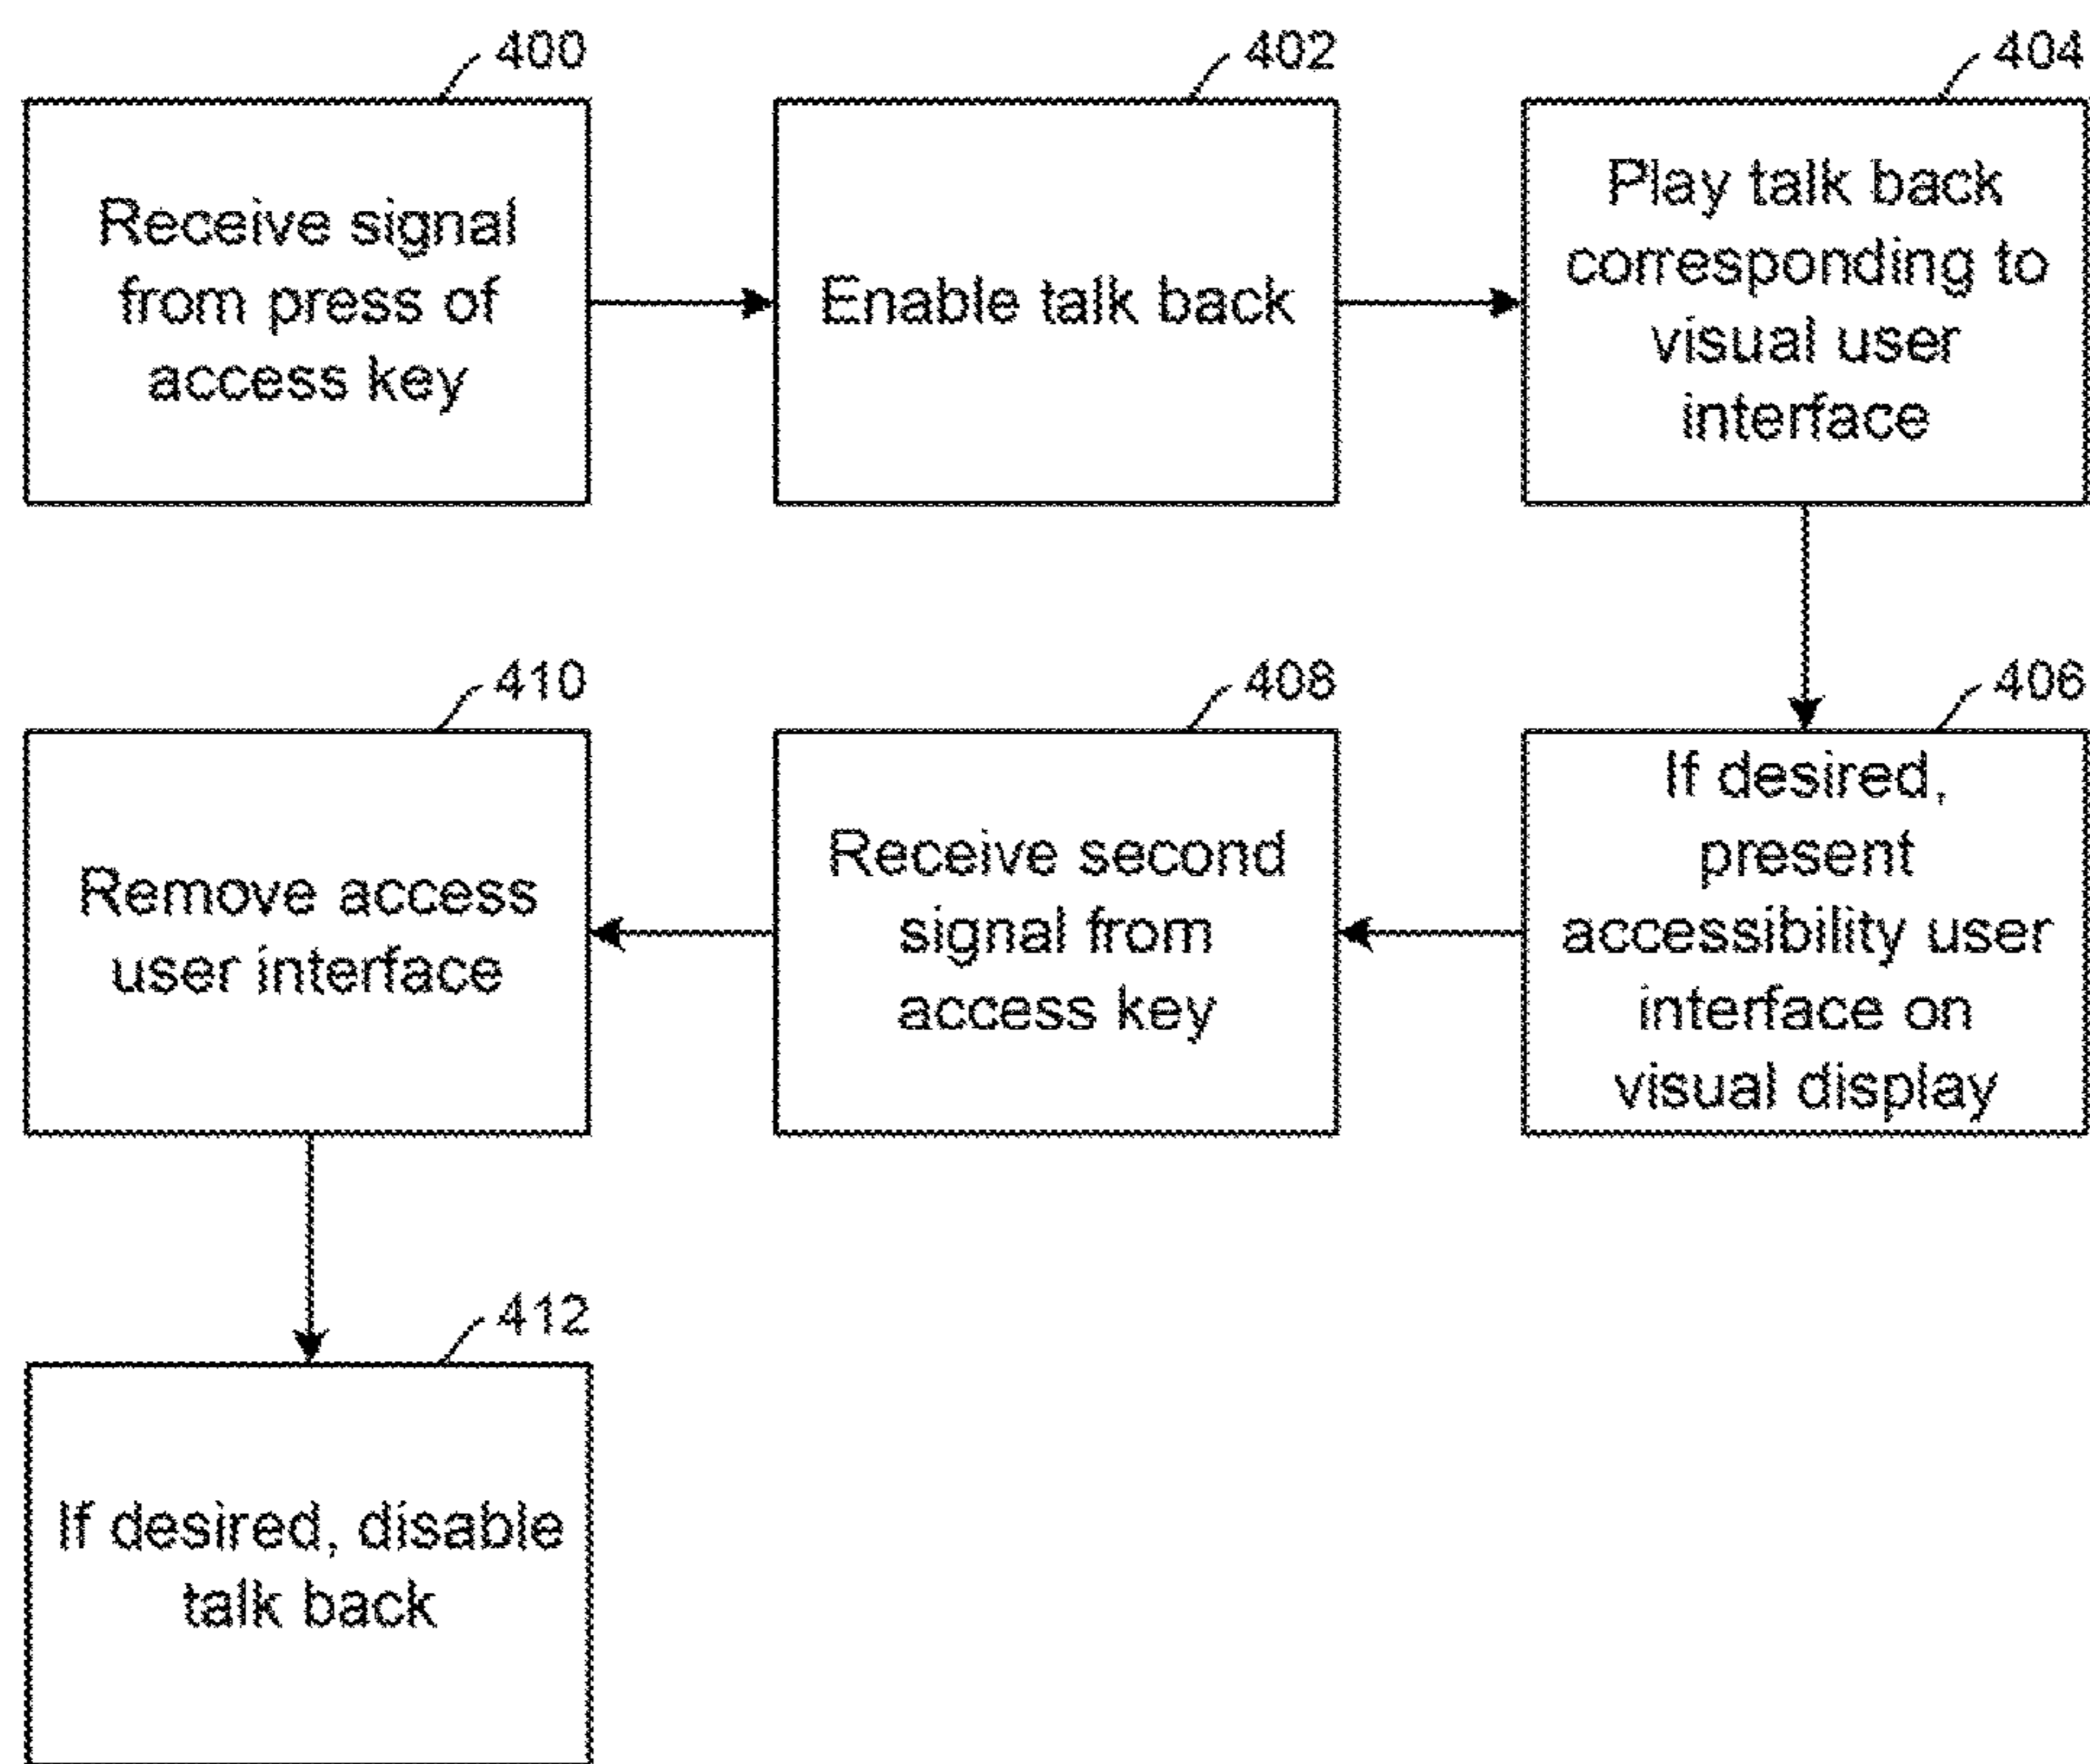 400
Receive signal
from press of
access key
402
Enable talk back
404
Play talk back
corresponding to
visual user
interface
406
If desired,
present
accessibility user
interface on
visual display
408
Receive second
signal from
access key
410
Remove access
user interface
412
If desired, disable
talk back